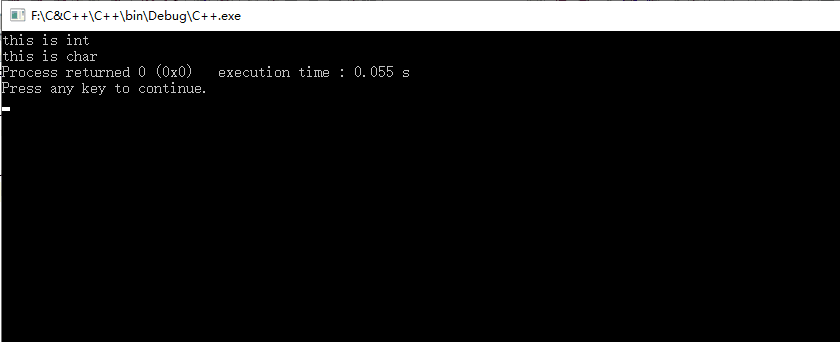 F:\C&C++\C++\bin\Debug\C++.exe
this is int
this is char
Process returned 0 (0x0)   execution time : 0.055 s
Press any key to continue.